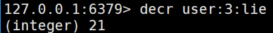 127.0.0.1:6379> decr user:3:lie
(integer) 21